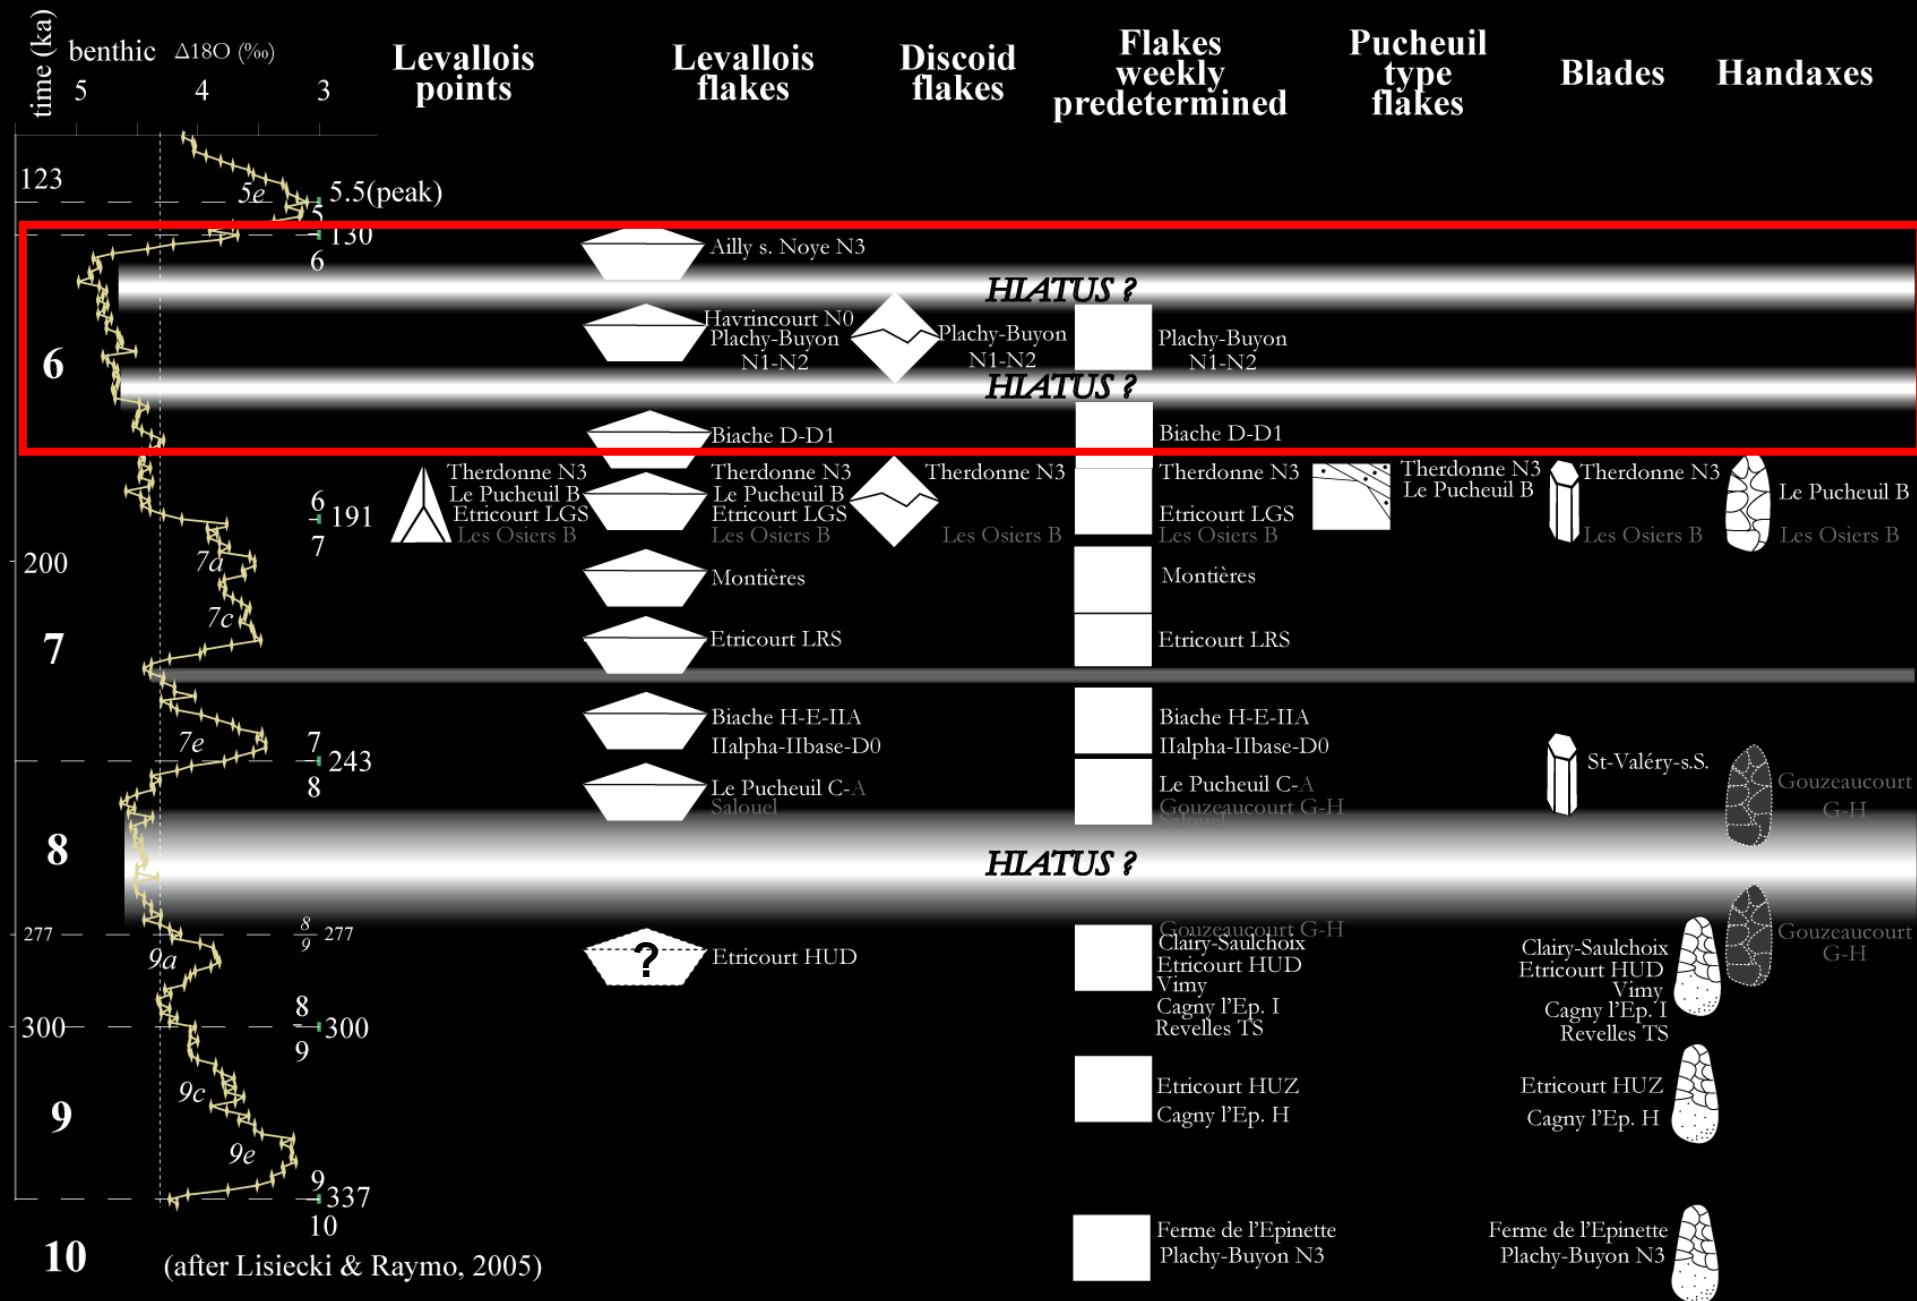 time (ka)
benthic Δ18O (‰)
5 4 3
Levallois
points
Levallois
flakes
Discoid
flakes
Flakes
weekly
predetermined
Pucheuil
type
flakes
Blades
Handaxes
123
5e
5.5(peak)
5
130
6
Ailly s. Noye N3
HIATUS ?
6
Havrincourt N0
Plachy-Buyon
N1-N2
Plachy-Buyon
N1-N2
Plachy-Buyon
N1-N2
HIATUS ?
Biache D-D1
Biache D-D1
6
191
7
Therdonne N3
Le Pucheuil B
Etricourt LGS
Les Osiers B
Therdonne N3
Le Pucheuil B
Etricourt LGS
Les Osiers B
Therdonne N3
Les Osiers B
Therdonne N3
Etricourt LGS
Les Osiers B
Therdonne N3
Le Pucheuil B
Therdonne N3
Les Osiers B
Le Pucheuil B
Les Osiers B
200
7a
7c
7
Montières
Montières
Etricourt LRS
Etricourt LRS
7e
7
243
8
Biache H-E-IIA
IIalpha-IIbase-D0
Biache H-E-IIA
IIalpha-IIbase-D0
Le Pucheuil C-A
Salouel
Le Pucheuil C-A
Gouzeaucourt G-H
Salouel
St-Valéry-s.S.
Gouzeaucourt
G-H
8
HIATUS ?
277
8
9
277
9a
?
Etricourt HUD
Gouzeaucourt G-H
Clairy-Saulchoix
Etricourt HUD
Vimy
Cagny l'Ep. I
Revelles TS
Clairy-Saulchoix
Etricourt HUD
Vimy
Cagny l'Ep. I
Revelles TS
Gouzeaucourt
G-H
300
8
300
9
9c
9
9e
Etricourt HUZ
Cagny l'Ep. H
Etricourt HUZ
Cagny l'Ep. H
9
337
10
10
(after Lisiecki & Raymo, 2005)
Ferme de l'Epinette
Plachy-Buyon N3
Ferme de l'Epinette
Plachy-Buyon N3